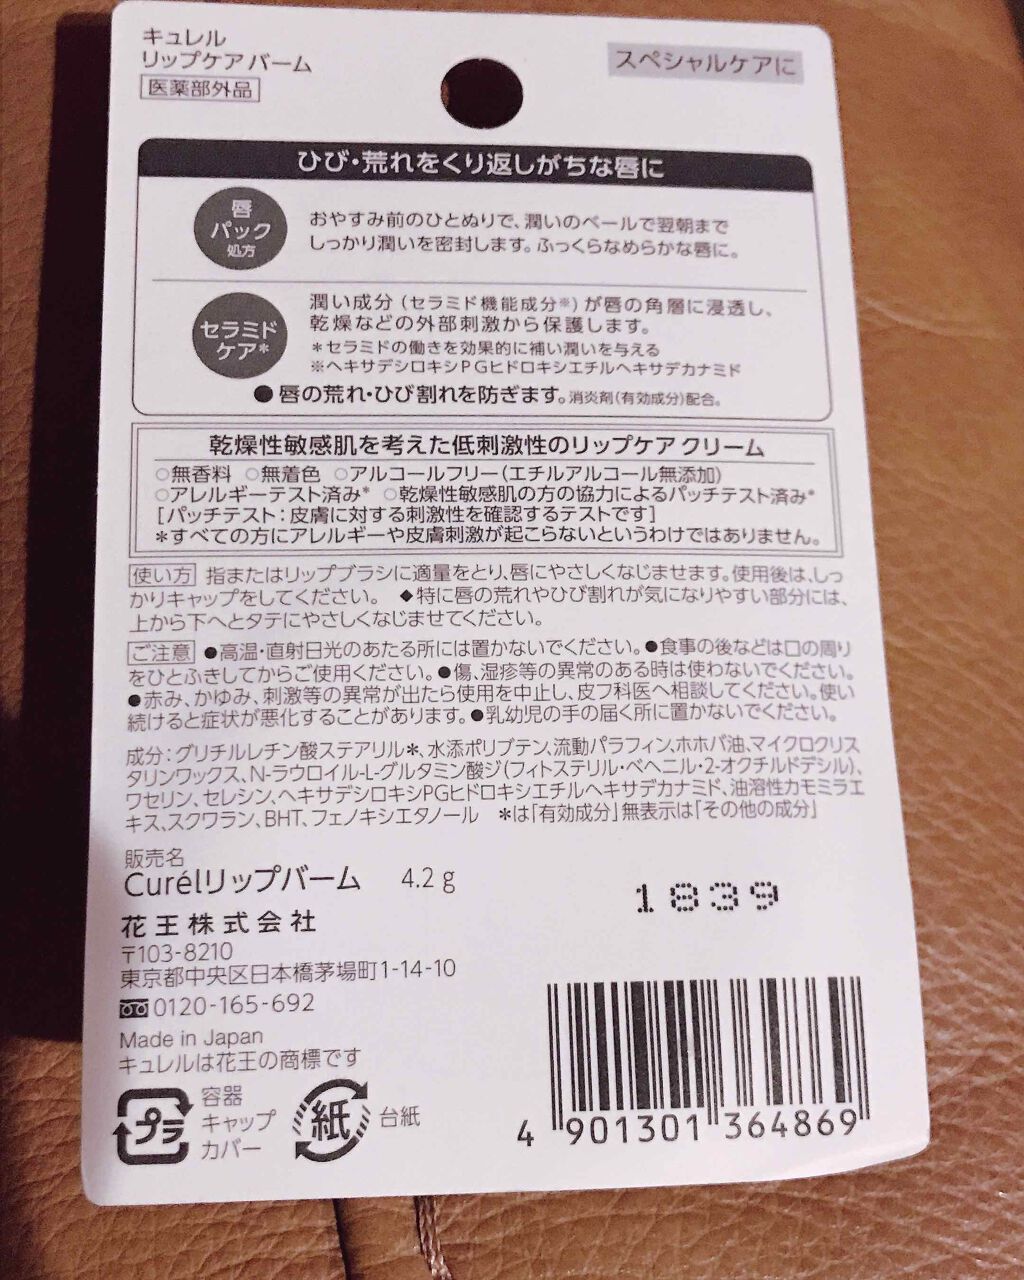 キュレル
リップケア バーム
医薬部外品
スペシャルケアに
ひび・荒れをくり返しがちな唇に
唇
パック
処方
おやすみ前のひとぬりで、潤いのベールで翌朝まで
しっかり潤いを密封します。ふっくらなめらかな唇に。
セラミド
ケア*
潤い成分(セラミド機能成分※)が唇の角層に浸透し、
乾燥などの外部刺激から保護します。
*セラミドの働きを効果的に補い潤いを与える
※ヘキサデシロキシPGヒドロキシエチルヘキサデカナミド
●唇の荒れ・ひび割れを防ぎます。消炎剤(有効成分)配合。
乾燥性敏感肌を考えた低刺激性のリップケア クリーム
○無香料 ○無着色 ○アルコールフリー(エチルアルコール無添加)
○アレルギーテスト済み* ○乾燥性敏感肌の方の協力によるパッチテスト済み*
[パッチテスト:皮膚に対する刺激性を確認するテストです]
*すべての方にアレルギーや皮膚刺激が起こらないというわけではありません。
使い方 指またはリップブラシに適量をとり、唇にやさしくなじませます。使用後は、しっ
かりキャップをしてください。 ◆特に唇の荒れやひび割れが気になりやすい部分には、
上から下へとタテにやさしくなじませてください。
ご注意 ●高温・直射日光のあたる所には置かないでください。●食事の後などは口の周り
をひとふきしてからご使用ください。●傷、湿疹等の異常のある時は使わないでください。
●赤み、かゆみ、刺激等の異常が出たら使用を中止し、皮フ科医へ相談してください。使い
続けると症状が悪化することがあります。●乳幼児の手の届く所に置かないでください。
成分:グリチルレチン酸ステアリル*、水添ポリブテン、流動パラフィン、ホホバ油、マイクロクリス
タリンワックス、N-ラウロイル-L-グルタミン酸ジ(フィトステリル・ベヘニル・2-オクチルドデシル)、
ワセリン、セレシン、ヘキサデシロキシPGヒドロキシエチルヘキサデカナミド、油溶性カモミラエ
キス、スクワラン、BHT、フェノキシエタノール *は「有効成分」無表示は「その他の成分」
販売名
Curélリップバーム 4.2 g
1839
花王株式会社
〒103-8210
東京都中央区日本橋茅場町1-14-10
0120-165-692
Made in Japan
キュレルは花王の商標です
プラ
容器
キャップ
カバー
紙
台紙
4 901301 364869